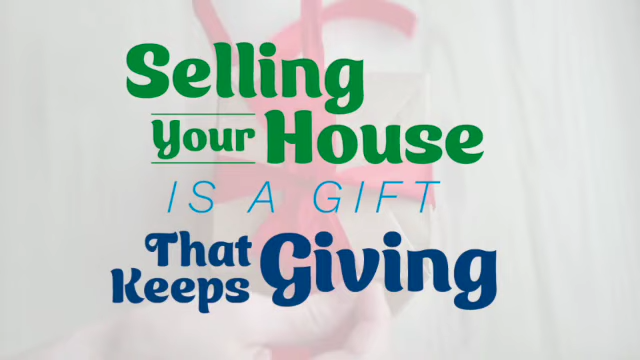 Selling
Your House
IS A GIFT
That
Keeps Giving